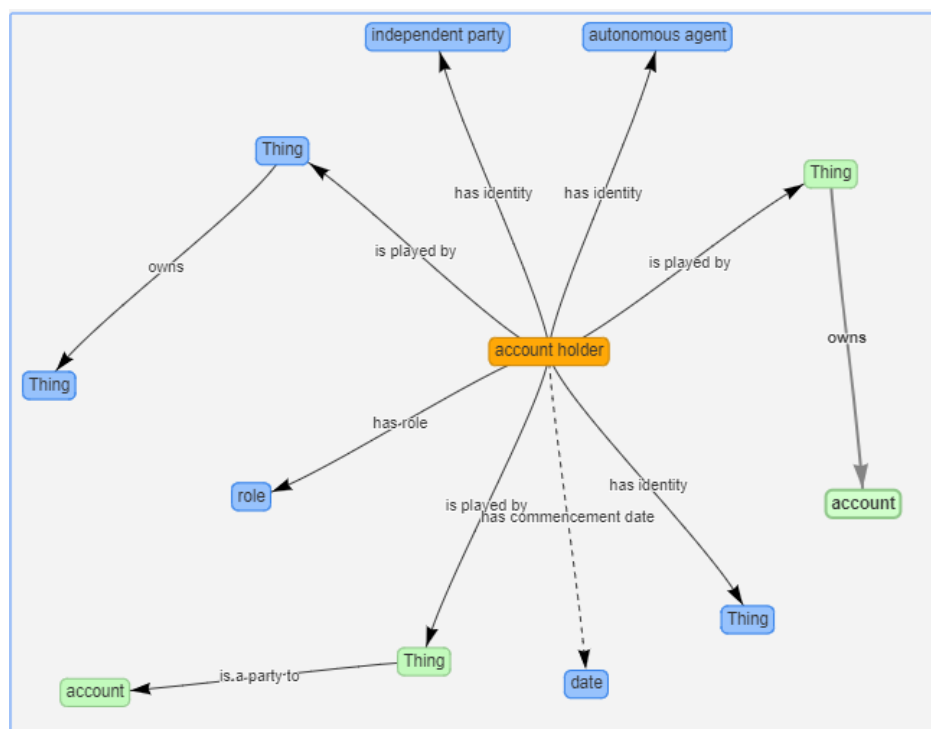 independent party
autonomous agent
Thing
Thing
has identity
has identity
is played by
is played by
owns
owns
account holder
Thing
has role
has identity
role
is played by
account
has commencement date
Thing
Thing
is a party to
date
account